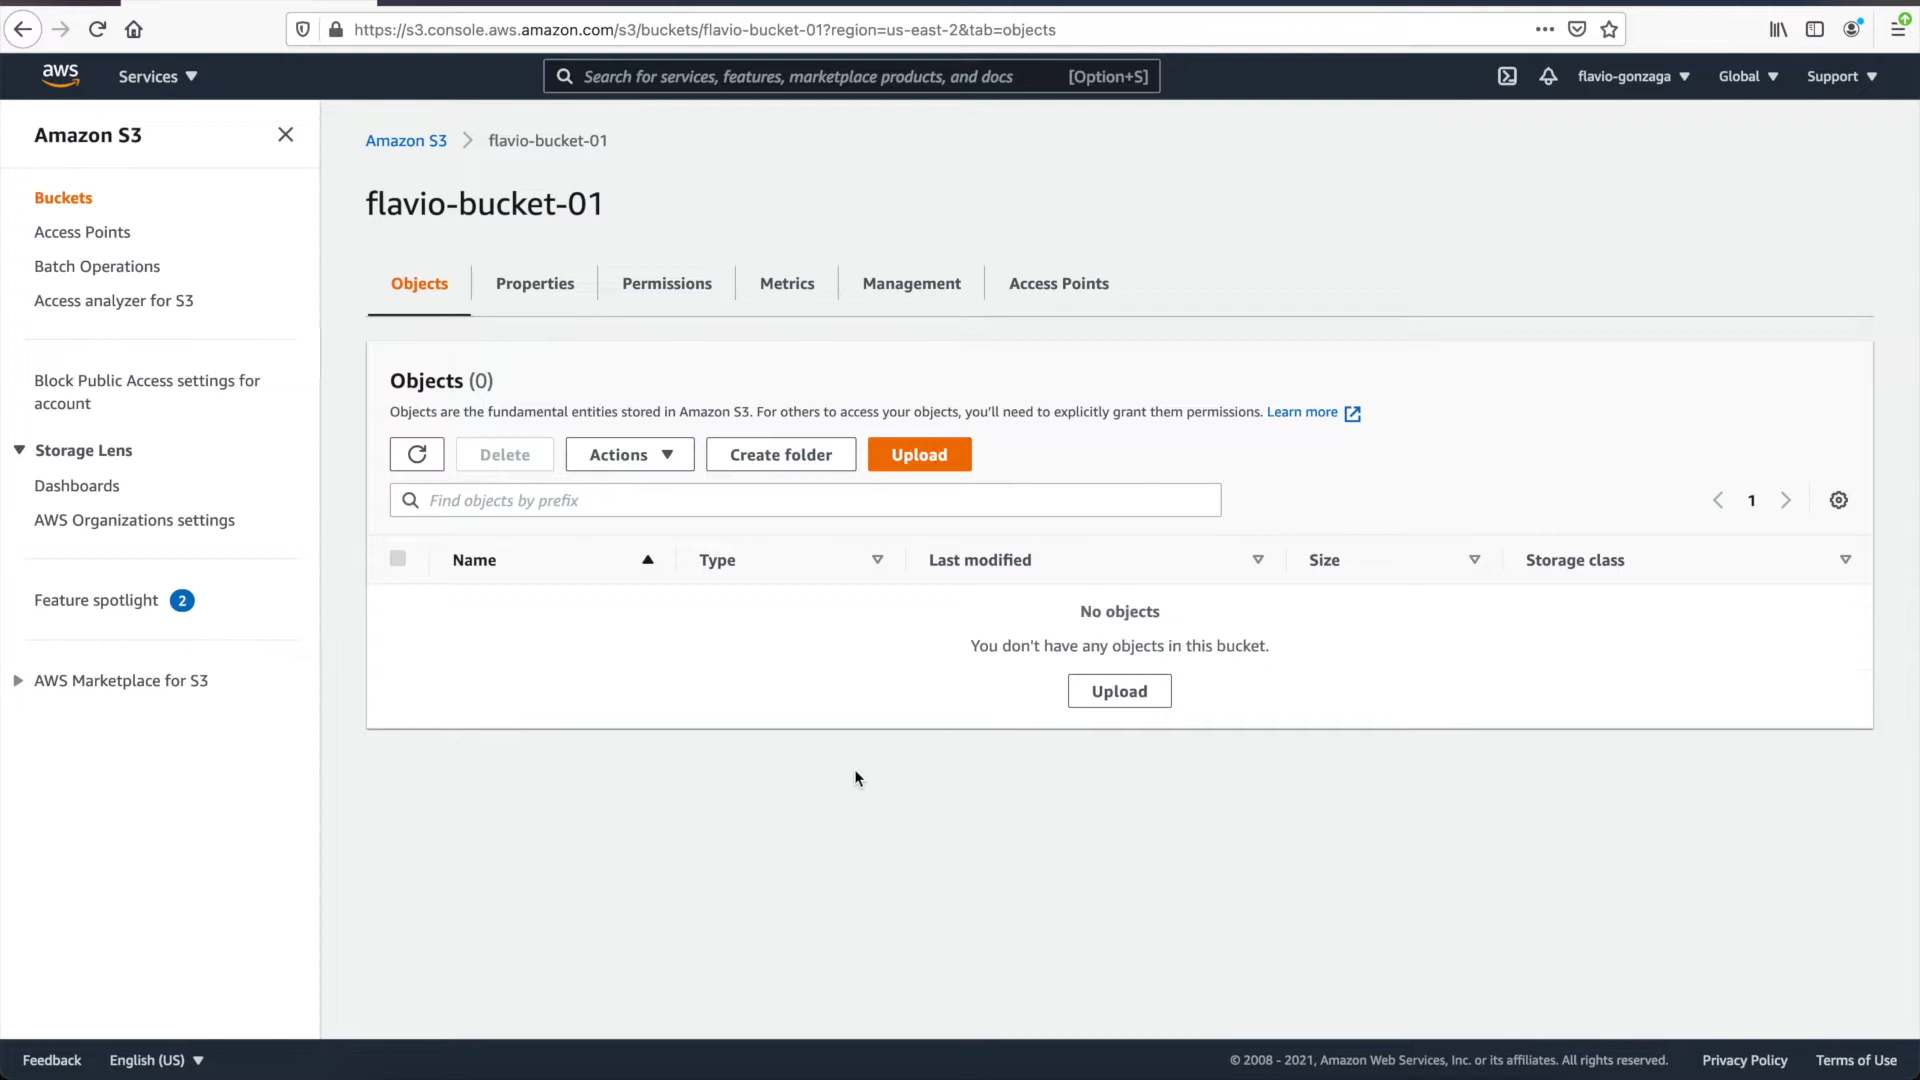 https://s3.console.aws.amazon.com/s3/buckets/flavio-bucket-01?region=us-east-2&tab=objects
aws
Services
Search for services, features, marketplace products, and docs
[Option+S]
flavio-gonzaga
Global
Support
Amazon S3
Buckets
Access Points
Batch Operations
Access analyzer for S3
Block Public Access settings for
account
Storage Lens
Dashboards
AWS Organizations settings
Feature spotlight 2
AWS Marketplace for S3
Amazon S3 flavio-bucket-01
flavio-bucket-01
Objects Properties Permissions Metrics Management Access Points
Objects (0)
Objects are the fundamental entities stored in Amazon S3. For others to access your objects, you'll need to explicitly grant them permissions. Learn more
Delete Actions Create folder Upload
Find objects by prefix
1
Name Type Last modified Size Storage class
No objects
You don't have any objects in this bucket.
Upload
Feedback English (US) © 2008 - 2021, Amazon Web Services, Inc. or its affiliates. All rights reserved. Privacy Policy Terms of Use